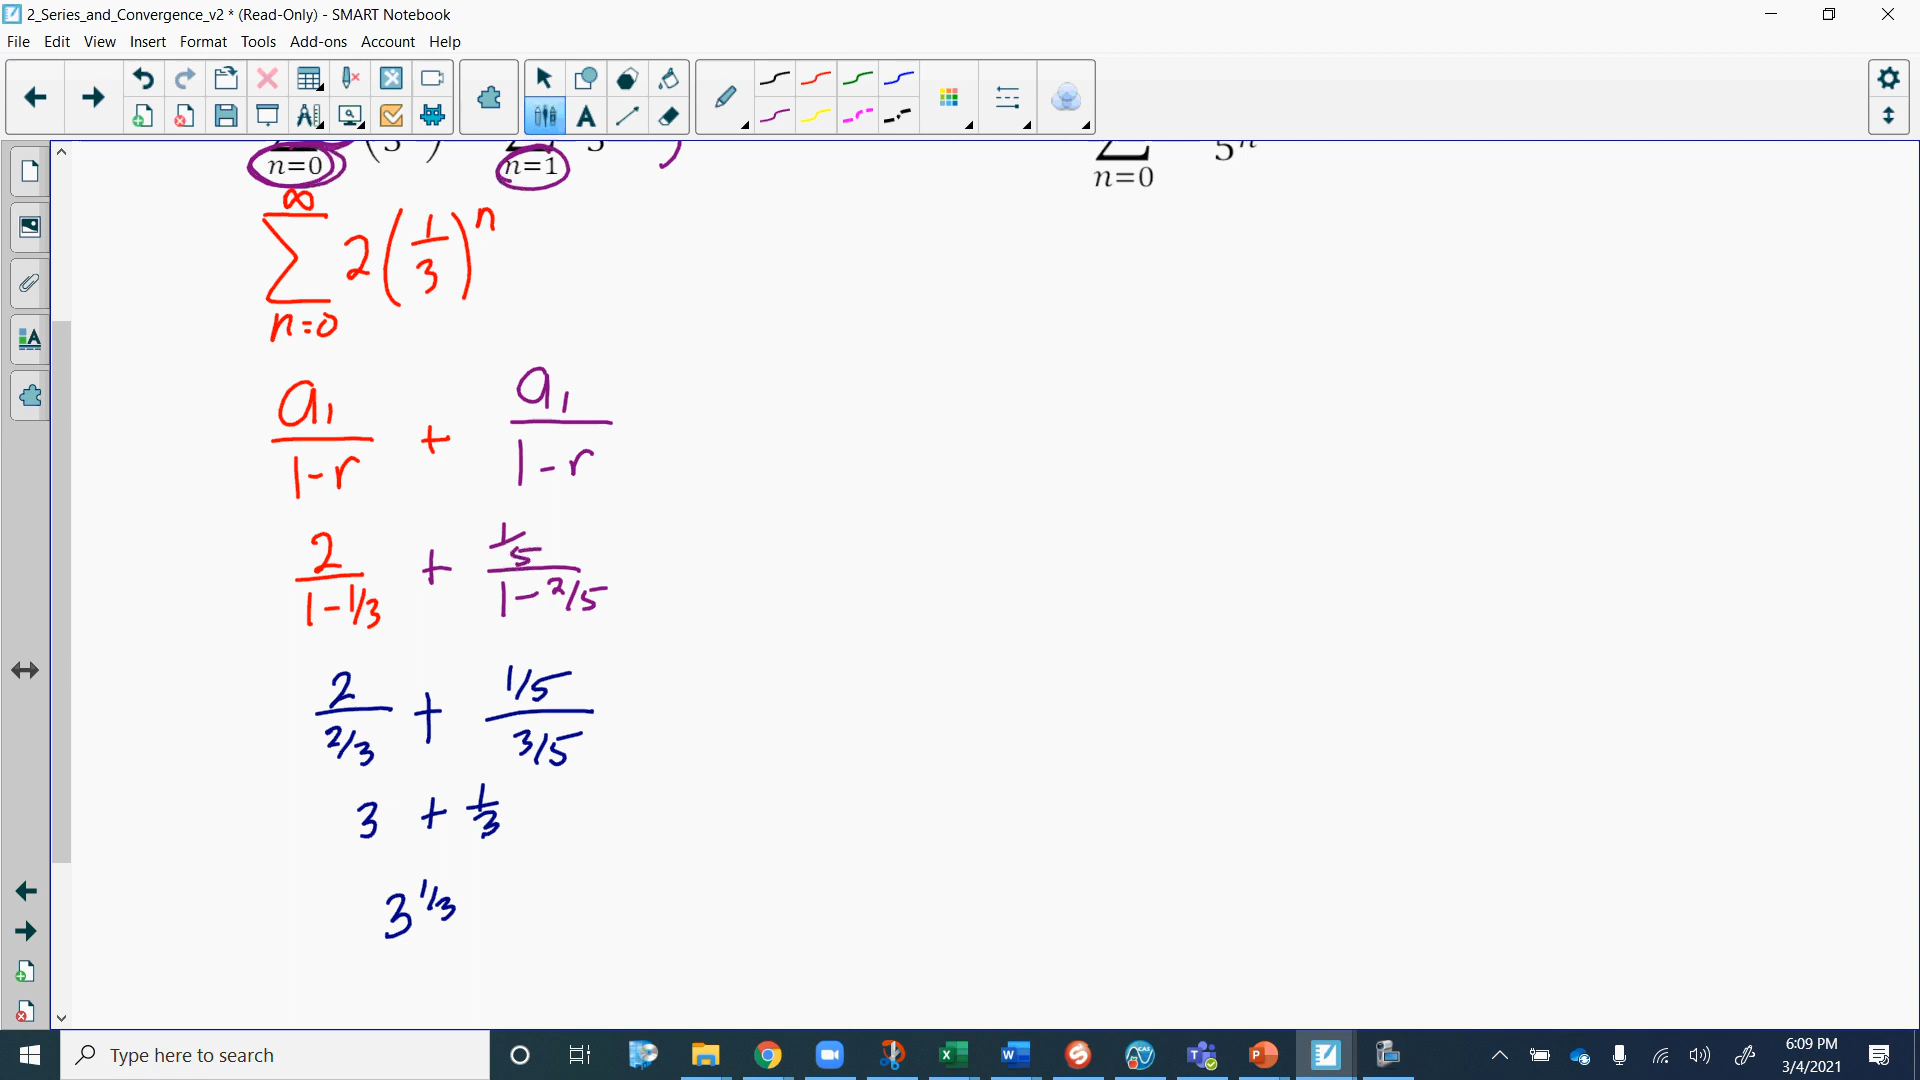 2_Series_and_Convergence_v2 * (Read-Only) - SMART Notebook
File Edit View Insert Format Tools Add-ons Account Help
n=0 (3 ) n=1 5 )
n=0 5ⁿ
∞
∑ 2(1/3)ⁿ
n=0
a₁/1-r + a₁/1-r
2/1-1/3 + 1/5/1-2/5
2/2/3 + 1/5/3/5
3 + 1/3
3 1/3
Type here to search
6:09 PM
3/4/2021